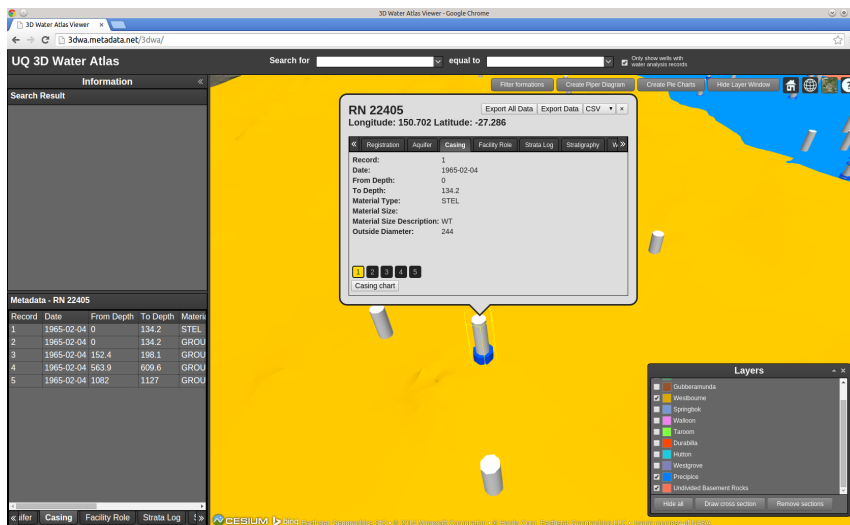 3D Water Atlas Viewer - Google Chrome
3D Water Atlas Viewer ×
3dwa.metadata.net/3dwa/
UQ 3D Water Atlas
Search for
equal to
Only show wells with
water analysis records
Information «
Search Result
Filter formations
Create Piper Diagram
Create Pie Charts
Hide Layer Window
?
RN 22405
Export All Data
Export Data
CSV
×
Longitude: 150.702 Latitude: -27.286
« Registration Aquifer Casing Facility Role Strata Log Stratigraphy »
Record: 1
Date: 1965-02-04
From Depth: 0
To Depth: 134.2
Material Type: STEL
Material Size:
Material Size Description: WT
Outside Diameter: 244
1 2 3 4 5
Casing chart
Metadata - RN 22405
Record Date From Depth To Depth Materi
1 1965-02-04 0 134.2 STEL
2 1965-02-04 0 134.2 GROU
3 1965-02-04 152.4 198.1 GROU
4 1965-02-04 563.9 609.6 GROU
5 1965-02-04 1082 1127 GROU
« uifer Casing Facility Role Strata Log »
Layers
×
Gubberamunda
Westbourne
Springbok
Walloon
Taroom
Durabilla
Hutton
Westgrove
Precipice
Undivided Basement Rocks
Hide all
Draw cross section
Remove sections
CESIUM bing